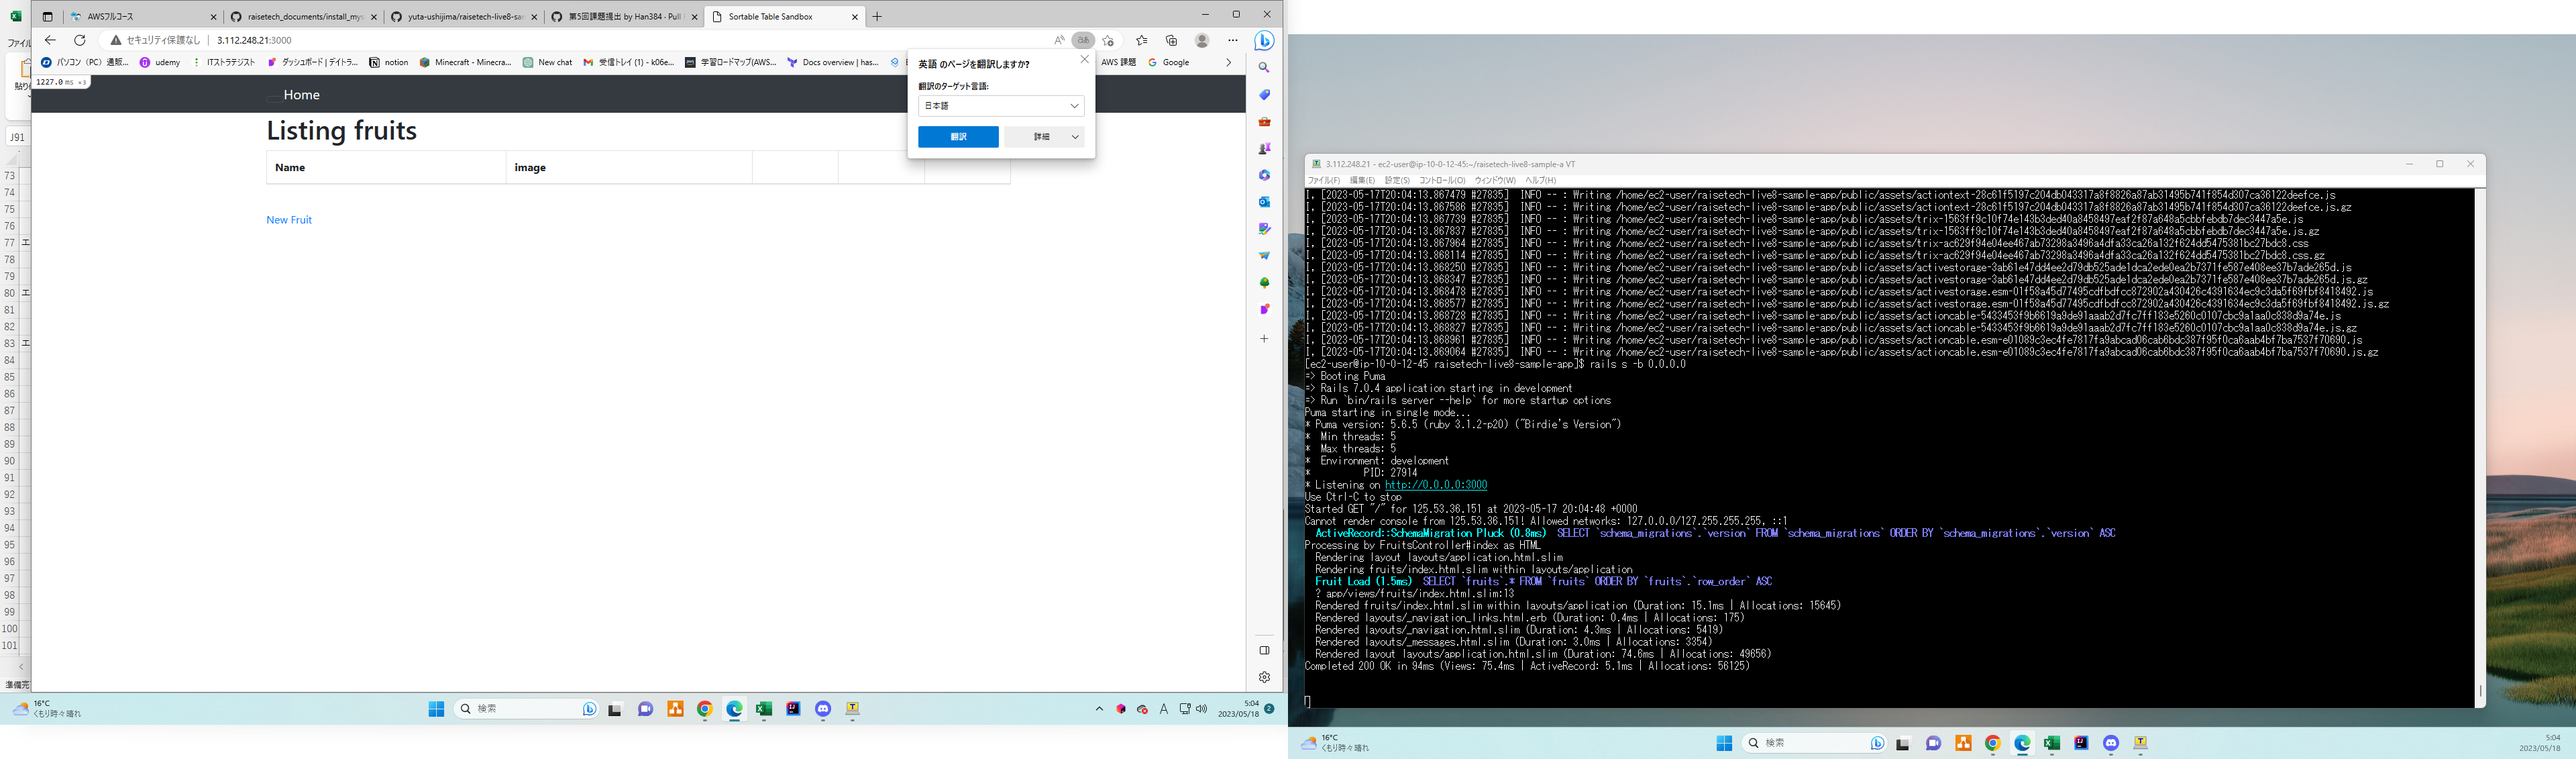 AWSフルコース
raisetech_documents/install_mys
yuta-ushijima/raisetech-live8-sam
第5回課題提出 by Han384 · Pull
Sortable Table Sandbox
ファイル
セキュリティ保護なし
3.112.248.21:3000
パソコン（PC）通販...
udemy
ITストラテジスト
ダッシュボード | デイトラ...
notion
Minecraft - Minecra...
New chat
受信トレイ (1) - k06e...
学習ロードマップ(AWS...
Docs overview | has...
AWS 課題
Google
1227.0 ms ×3
Home
Listing fruits
Name
image
New Fruit
英語 のページを翻訳しますか?
翻訳のターゲット言語:
日本語
翻訳
詳細
J91
73
74
75
76
77
エ
78
79
80
エ
81
82
83
エ
84
85
86
87
88
89
90
91
92
93
94
95
96
97
98
99
100
101
16°C
くもり時々晴れ
検索
A
5:04
2023/05/18
2
3.112.248.21 - ec2-user@ip-10-0-12-45:~/raisetech-live8-sample-a VT
ファイル(F) 編集(E) 設定(S) コントロール(O) ウィンドウ(W) ヘルプ(H)
I, [2023-05-17T20:04:13.867479 #27835]  INFO -- : Writing /home/ec2-user/raisetech-live8-sample-app/public/assets/actiontext-28c61f5197c204db043317a8f8826a87ab31495b741f854d307ca36122deefce.js
I, [2023-05-17T20:04:13.867586 #27835]  INFO -- : Writing /home/ec2-user/raisetech-live8-sample-app/public/assets/actiontext-28c61f5197c204db043317a8f8826a87ab31495b741f854d307ca36122deefce.js.gz
I, [2023-05-17T20:04:13.867739 #27835]  INFO -- : Writing /home/ec2-user/raisetech-live8-sample-app/public/assets/trix-1563ff9c10f74e143b3ded40a8458497eaf2f87a648a5cbbfebdb7dec3447a5e.js
I, [2023-05-17T20:04:13.867837 #27835]  INFO -- : Writing /home/ec2-user/raisetech-live8-sample-app/public/assets/trix-1563ff9c10f74e143b3ded40a8458497eaf2f87a648a5cbbfebdb7dec3447a5e.js.gz
I, [2023-05-17T20:04:13.867964 #27835]  INFO -- : Writing /home/ec2-user/raisetech-live8-sample-app/public/assets/trix-ac629f94e04ee467ab73298a3496a4dfa33ca26a132f624dd5475381bc27bdc8.css
I, [2023-05-17T20:04:13.868114 #27835]  INFO -- : Writing /home/ec2-user/raisetech-live8-sample-app/public/assets/trix-ac629f94e04ee467ab73298a3496a4dfa33ca26a132f624dd5475381bc27bdc8.css.gz
I, [2023-05-17T20:04:13.868250 #27835]  INFO -- : Writing /home/ec2-user/raisetech-live8-sample-app/public/assets/activestorage-3ab61e47dd4ee2d79db525ade1dca2ede0ea2b7371fe587e408ee37b7ade265d.js
I, [2023-05-17T20:04:13.868347 #27835]  INFO -- : Writing /home/ec2-user/raisetech-live8-sample-app/public/assets/activestorage-3ab61e47dd4ee2d79db525ade1dca2ede0ea2b7371fe587e408ee37b7ade265d.js.gz
I, [2023-05-17T20:04:13.868478 #27835]  INFO -- : Writing /home/ec2-user/raisetech-live8-sample-app/public/assets/activestorage.esm-01f58a45d77495cdfbdfcc872902a430426c4391634ec9c3da5f69fbf8418492.js
I, [2023-05-17T20:04:13.868577 #27835]  INFO -- : Writing /home/ec2-user/raisetech-live8-sample-app/public/assets/activestorage.esm-01f58a45d77495cdfbdfcc872902a430426c4391634ec9c3da5f69fbf8418492.js.gz
I, [2023-05-17T20:04:13.868728 #27835]  INFO -- : Writing /home/ec2-user/raisetech-live8-sample-app/public/assets/actioncable-5433453f9b6619a9de91aaab2d7fc7ff183e5260c0107cbc9a1aa0c838d9a74e.js
I, [2023-05-17T20:04:13.868827 #27835]  INFO -- : Writing /home/ec2-user/raisetech-live8-sample-app/public/assets/actioncable-5433453f9b6619a9de91aaab2d7fc7ff183e5260c0107cbc9a1aa0c838d9a74e.js.gz
I, [2023-05-17T20:04:13.868961 #27835]  INFO -- : Writing /home/ec2-user/raisetech-live8-sample-app/public/assets/actioncable.esm-e01089c3ec4fe7817fa9abcad06cab6bdc387f95f0ca6aab4bf7ba7537f70690.js
I, [2023-05-17T20:04:13.869064 #27835]  INFO -- : Writing /home/ec2-user/raisetech-live8-sample-app/public/assets/actioncable.esm-e01089c3ec4fe7817fa9abcad06cab6bdc387f95f0ca6aab4bf7ba7537f70690.js.gz
[ec2-user@ip-10-0-12-45 raisetech-live8-sample-app]$ rails s -b 0.0.0.0
=> Booting Puma
=> Rails 7.0.4 application starting in development
=> Run `bin/rails server --help` for more startup options
Puma starting in single mode...
* Puma version: 5.6.5 (ruby 3.1.2-p20) ("Birdie's Version")
*  Min threads: 5
*  Max threads: 5
*  Environment: development
*          PID: 27914
* Listening on http://0.0.0.0:3000
Use Ctrl-C to stop
Started GET "/" for 125.53.36.151 at 2023-05-17 20:04:48 +0000
Cannot render console from 125.53.36.151! Allowed networks: 127.0.0.0/127.255.255.255, ::1
ActiveRecord::SchemaMigration Pluck (0.8ms)  SELECT `schema_migrations`.`version` FROM `schema_migrations` ORDER BY `schema_migrations`.`version` ASC
Processing by FruitsController#index as HTML
Rendering layout layouts/application.html.slim
Rendering fruits/index.html.slim within layouts/application
Fruit Load (1.5ms)  SELECT `fruits`.* FROM `fruits` ORDER BY `fruits`.`row_order` ASC
? app/views/fruits/index.html.slim:13
Rendered fruits/index.html.slim within layouts/application (Duration: 15.1ms | Allocations: 15645)
Rendered layouts/_navigation_links.html.erb (Duration: 0.4ms | Allocations: 175)
Rendered layouts/_navigation.html.slim (Duration: 4.3ms | Allocations: 5419)
Rendered layouts/_messages.html.slim (Duration: 3.0ms | Allocations: 3354)
Rendered layout layouts/application.html.slim (Duration: 74.6ms | Allocations: 49656)
Completed 200 OK in 94ms (Views: 75.4ms | ActiveRecord: 5.1ms | Allocations: 56125)
16°C
くもり時々晴れ
検索
5:04
2023/05/18